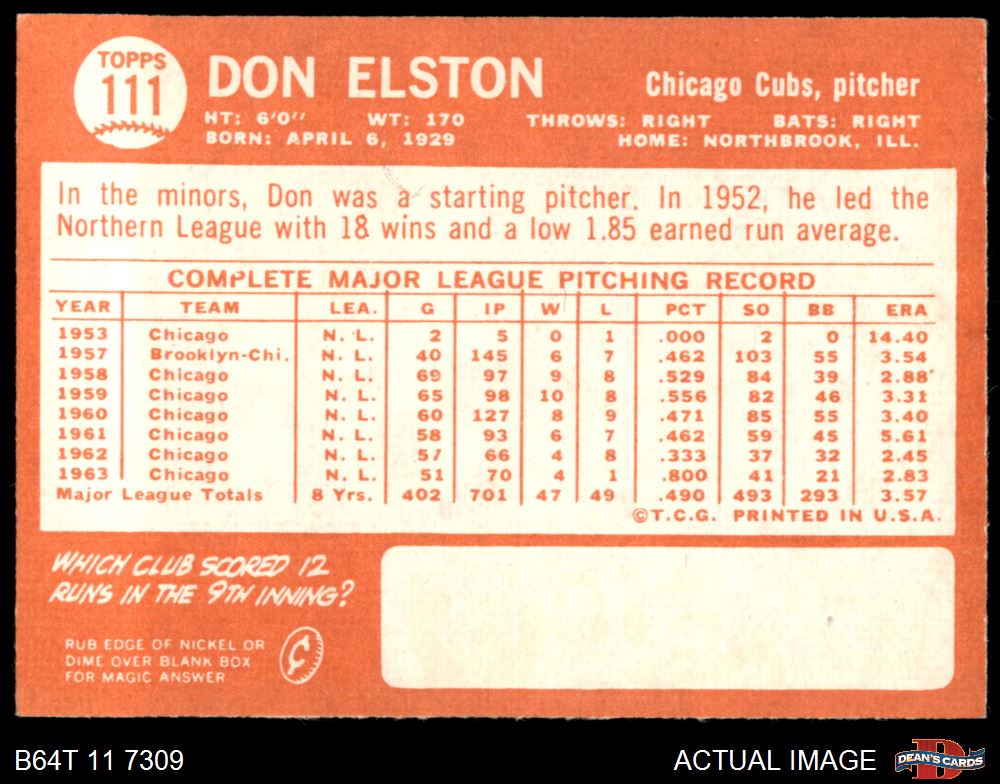 TOPPS
111
DON ELSTON
Chicago Cubs, pitcher
HT: 6'0" WT: 170 THROWS: RIGHT BATS: RIGHT
BORN: APRIL 6, 1929 HOME: NORTHBROOK, ILL.
In the minors, Don was a starting pitcher. In 1952, he led the
Northern League with 18 wins and a low 1.85 earned run average.
COMPLETE MAJOR LEAGUE PITCHING RECORD
YEAR TEAM LEA. G IP W L PCT SO BB ERA
1953 Chicago N. L. 2 5 0 1 .000 2 0 14.40
1957 Brooklyn-Chi. N. L. 40 145 6 7 .462 103 55 3.54
1958 Chicago N. L. 69 97 9 8 .529 84 39 2.88
1959 Chicago N. L. 65 98 10 8 .556 82 46 3.31
1960 Chicago N. L. 60 127 8 9 .471 85 55 3.40
1961 Chicago N. L. 58 93 6 7 .462 59 45 5.61
1962 Chicago N. L. 57 66 4 8 .333 37 32 2.45
1963 Chicago N. L. 51 70 4 1 .800 41 21 2.83
Major League Totals 8 Yrs. 402 701 47 49 .490 493 293 3.57
©T.C.G. PRINTED IN U.S.A.
WHICH CLUB SCORED 12
RUNS IN THE 9TH INNING?
RUB EDGE OF NICKEL OR
DIME OVER BLANK BOX
FOR MAGIC ANSWER
¢
B64T 11 7309
ACTUAL IMAGE
D
DEAN'S CARDS